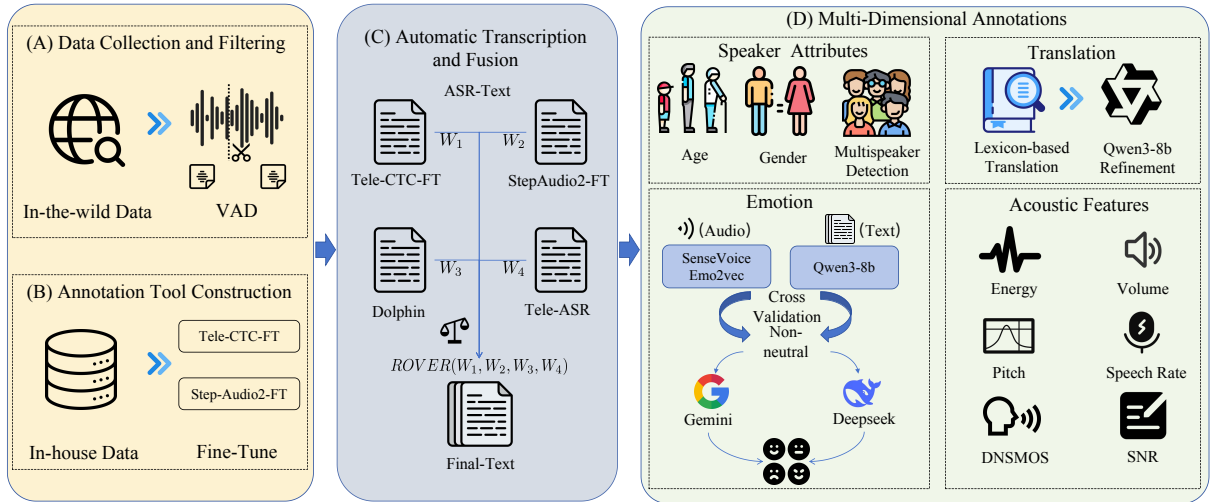 (A) Data Collection and Filtering
In-the-wild Data
VAD
(B) Annotation Tool Construction
Tele-CTC-FT
Step-Audio2-FT
In-house Data
Fine-Tune
(C) Automatic Transcription
and Fusion
ASR-Text
W1
W2
Tele-CTC-FT
StepAudio2-FT
W3
W4
Dolphin
Tele-ASR
ROVER(W1, W2, W3, W4)
Final-Text
(D) Multi-Dimensional Annotations
Speaker Attributes
Age
Gender
Multispeaker
Detection
Translation
Lexicon-based
Translation
Qwen3-8b
Refinement
Emotion
(Audio)
(Text)
SenseVoice
Emo2vec
Qwen3-8b
Cross
Validation
Non-
neutral
Gemini
Deepseek
Acoustic Features
Energy
Volume
Pitch
Speech Rate
DNSMOS
SNR